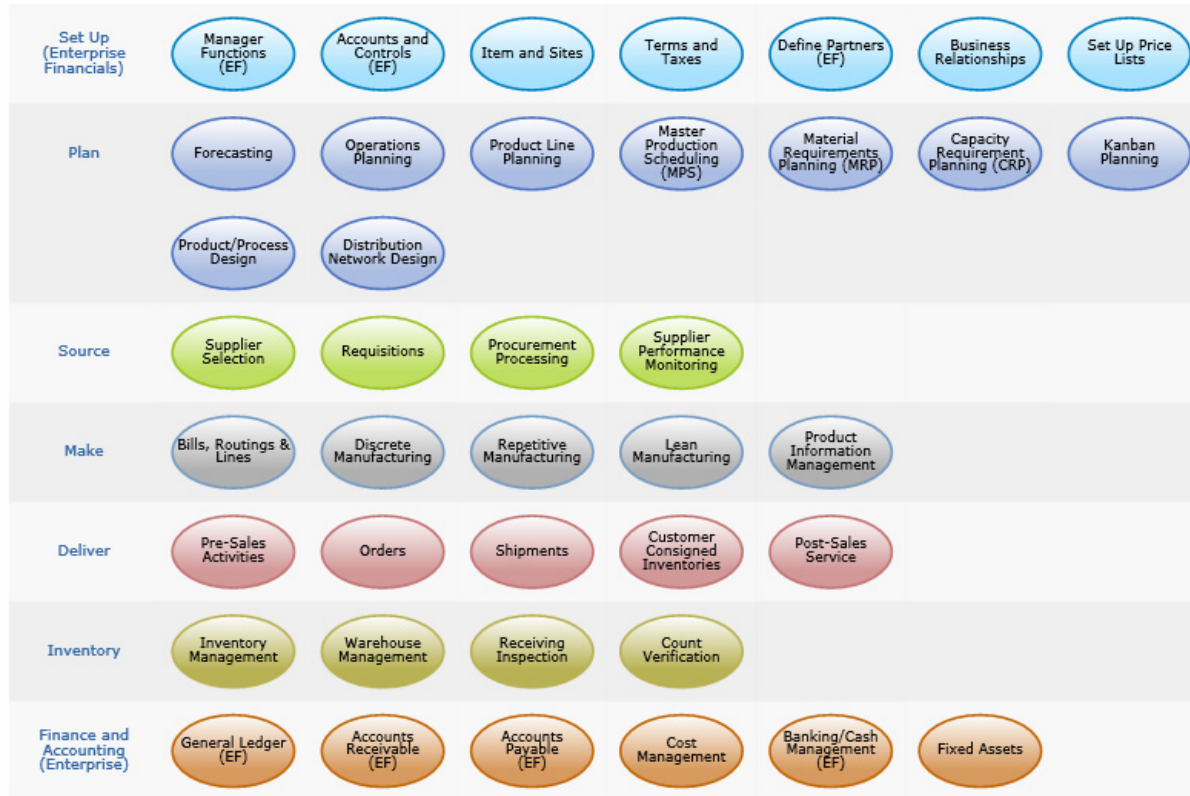 Set Up
(Enterprise
Financials)
Manager
Functions
(EF)
Accounts and
Controls
(EF)
Item and Sites
Terms and
Taxes
Define Partners
(EF)
Business
Relationships
Set Up Price
Lists
Plan
Forecasting
Operations
Planning
Product Line
Planning
Master
Production
Scheduling
(MPS)
Material
Requirements
Planning (MRP)
Capacity
Requirement
Planning (CRP)
Kanban
Planning
Product/Process
Design
Distribution
Network Design
Source
Supplier
Selection
Requisitions
Procurement
Processing
Supplier
Performance
Monitoring
Make
Bills, Routings &
Lines
Discrete
Manufacturing
Repetitive
Manufacturing
Lean
Manufacturing
Product
Information
Management
Deliver
Pre-Sales
Activities
Orders
Shipments
Customer
Consigned
Inventories
Post-Sales
Service
Inventory
Inventory
Management
Warehouse
Management
Receiving
Inspection
Count
Verification
Finance and
Accounting
(Enterprise)
General Ledger
(EF)
Accounts
Receivable
(EF)
Accounts
Payable
(EF)
Cost
Management
Banking/Cash
Management
(EF)
Fixed Assets